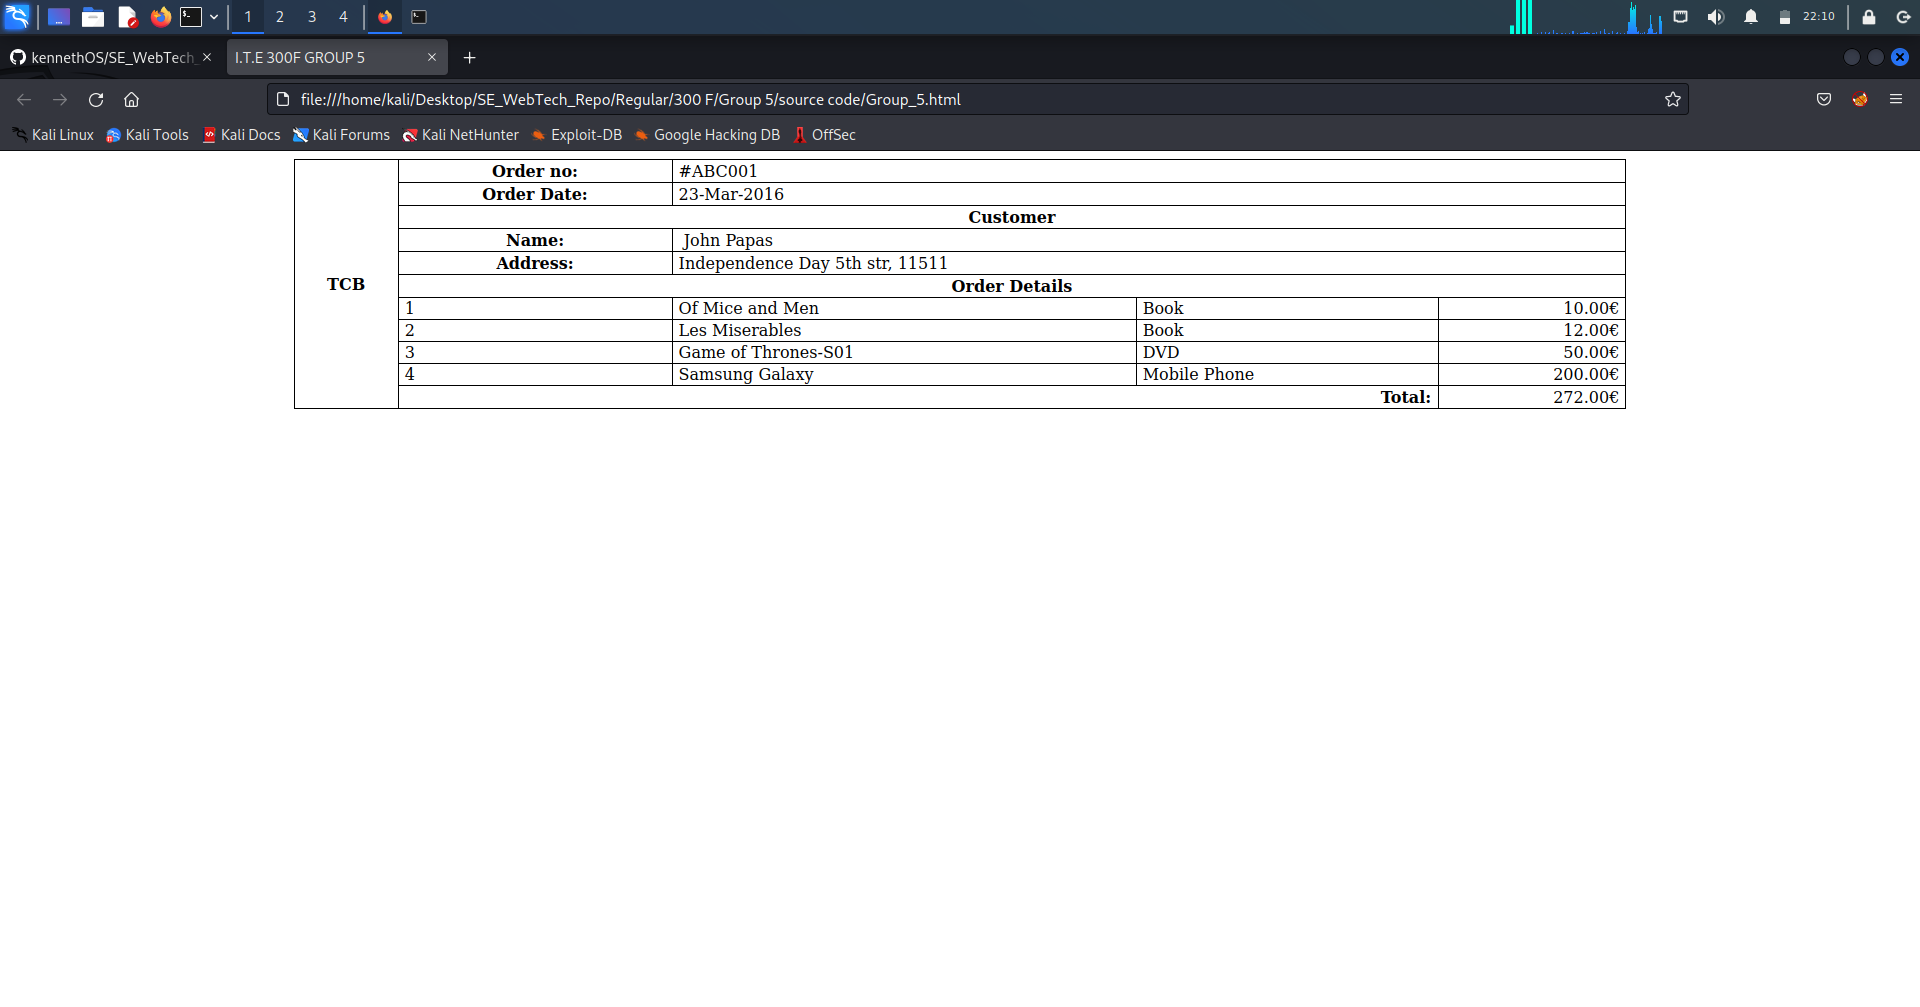 1 2 3 4 22:10
kennethOS/SE_WebTech_ I.T.E 300F GROUP 5
file:///home/kali/Desktop/SE_WebTech_Repo/Regular/300 F/Group 5/source code/Group_5.html
Kali Linux Kali Tools Kali Docs Kali Forums Kali NetHunter Exploit-DB Google Hacking DB OffSec
Order no: #ABC001
Order Date: 23-Mar-2016
Customer
Name: John Papas
Address: Independence Day 5th str, 11511
TCB
Order Details
1 Of Mice and Men Book 10.00€
2 Les Miserables Book 12.00€
3 Game of Thrones-S01 DVD 50.00€
4 Samsung Galaxy Mobile Phone 200.00€
Total: 272.00€